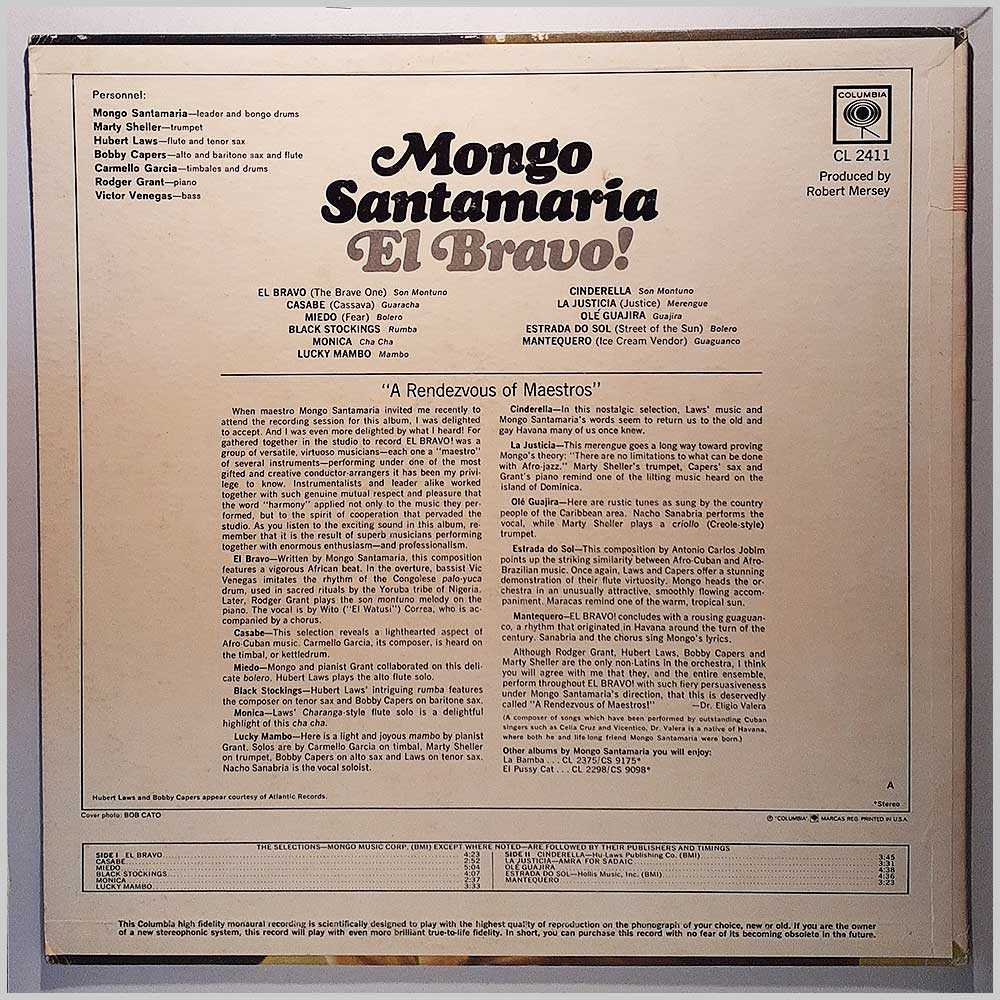 Personnel:
Mongo Santamaria—leader and bongo drums
Marty Sheller—trumpet
Hubert Laws—flute and tenor sax
Bobby Capers—alto and baritone sax and flute
Carmello Garcia—timbales and drums
Rodger Grant—piano
Victor Venegas—bass
COLUMBIA
CL 2411
Produced by
Robert Mersey
Mongo
Santamaria
El Bravo!
EL BRAVO (The Brave One) Son Montuno
CASABE (Cassava) Guaracha
MIEDO (Fear) Bolero
BLACK STOCKINGS Rumba
MONICA Cha Cha
LUCKY MAMBO Mambo
CINDERELLA Son Montuno
LA JUSTICIA (Justice) Merengue
OLÉ GUAJIRA Guajira
ESTRADA DO SOL (Street of the Sun) Bolero
MANTEQUERO (Ice Cream Vendor) Guaguanco
"A Rendezvous of Maestros"
When maestro Mongo Santamaria invited me recently to
attend the recording session for this album, I was delighted
to accept. And I was even more delighted by what I heard! For
gathered together in the studio to record EL BRAVO! was a
group of versatile, virtuoso musicians—each one a "maestro"
of several instruments—performing under one of the most
gifted and creative conductor-arrangers it has been my privi-
lege to know. Instrumentalists and leader alike worked
together with such genuine mutual respect and pleasure that
the word "harmony" applied not only to the music they per-
formed, but to the spirit of cooperation that pervaded the
studio. As you listen to the exciting sound in this album, re-
member that it is the result of superb musicians performing
together with enormous enthusiasm—and professionalism.
El Bravo—Written by Mongo Santamaria, this composition
features a vigorous African beat. In the overture, bassist Vic
Venegas imitates the rhythm of the Congolese palo-yuca
drum, used in sacred rituals by the Yoruba tribe of Nigeria.
Later, Rodger Grant plays the son montuno melody on the
piano. The vocal is by Wito ("El Watusi") Correa, who is ac-
companied by a chorus.
Casabe—This selection reveals a lighthearted aspect of
Afro-Cuban music. Carmello Garcia, its composer, is heard on
the timbal, or kettledrum.
Miedo—Mongo and pianist Grant collaborated on this deli-
cate bolero. Hubert Laws plays the alto flute solo.
Black Stockings—Hubert Laws' intriguing rumba features
the composer on tenor sax and Bobby Capers on baritone sax.
Monica—Laws' Charanga-style flute solo is a delightful
highlight of this cha cha.
Lucky Mambo—Here is a light and joyous mambo by pianist
Grant. Solos are by Carmello Garcia on timbal, Marty Sheller
on trumpet, Bobby Capers on alto sax and Laws on tenor sax.
Nacho Sanabria is the vocal soloist.
Cinderella—In this nostalgic selection, Laws' music and
Mongo Santamaria's words seem to return us to the old and
gay Havana many of us once knew.
La Justicia—This merengue goes a long way toward proving
Mongo's theory: "There are no limitations to what can be done
with Afro-jazz." Marty Sheller's trumpet, Capers' sax and
Grant's piano remind one of the lilting music heard on the
island of Dominica.
Olé Guajira—Here are rustic tunes as sung by the country
people of the Caribbean area. Nacho Sanabria performs the
vocal, while Marty Sheller plays a criollo (Creole-style)
trumpet.
Estrada do Sol—This composition by Antonio Carlos Jobim
points up the striking similarity between Afro-Cuban and Afro-
Brazilian music. Once again, Laws and Capers offer a stunning
demonstration of their flute virtuosity. Mongo heads the or-
chestra in an unusually attractive, smoothly flowing accom-
paniment. Maracas remind one of the warm, tropical sun.
Mantequero—EL BRAVO! concludes with a rousing guaguan-
co, a rhythm that originated in Havana around the turn of the
century. Sanabria and the chorus sing Mongo's lyrics.
Although Rodger Grant, Hubert Laws, Bobby Capers and
Marty Sheller are the only non-Latins in the orchestra, I think
you will agree with me that they, and the entire ensemble,
perform throughout EL BRAVO! with such fiery persuasiveness
under Mongo Santamaria's direction, that this is deservedly
called "A Rendezvous of Maestros!" —Dr. Eligio Valera
(A composer of songs which have been performed by outstanding Cuban
singers such as Celia Cruz and Vicentico, Dr. Valera is a native of Havana,
where both he and life-long friend Mongo Santamaria were born.)
Other albums by Mongo Santamaria you will enjoy:
La Bamba . . . CL 2375/CS 9175*
El Pussy Cat . . . CL 2298/CS 9098*
A
*Stereo
Hubert Laws and Bobby Capers appear courtesy of Atlantic Records.
Cover photo: BOB CATO
℗ "COLUMBIA", MARCAS REG. PRINTED IN U.S.A.
THE SELECTIONS—MONGO MUSIC CORP. (BMI) EXCEPT WHERE NOTED—ARE FOLLOWED BY THEIR PUBLISHERS AND TIMINGS
SIDE I EL BRAVO 4:23
CASABE 2:52
MIEDO 5:04
BLACK STOCKINGS 4:07
MONICA 2:37
LUCKY MAMBO 3:33
SIDE II CINDERELLA—Hu-Laws Publishing Co. (BMI) 3:45
LA JUSTICIA—AMRA FOR SADAIC 3:31
OLÉ GUAJIRA 4:38
ESTRADA DO SOL—Hollis Music, Inc. (BMI) 4:36
MANTEQUERO 3:23
This Columbia high fidelity monaural recording is scientifically designed to play with the highest quality of reproduction on the phonograph of your choice, new or old. If you are the owner
of a new stereophonic system, this record will play with even more brilliant true-to-life fidelity. In short, you can purchase this record with no fear of its becoming obsolete in the future.